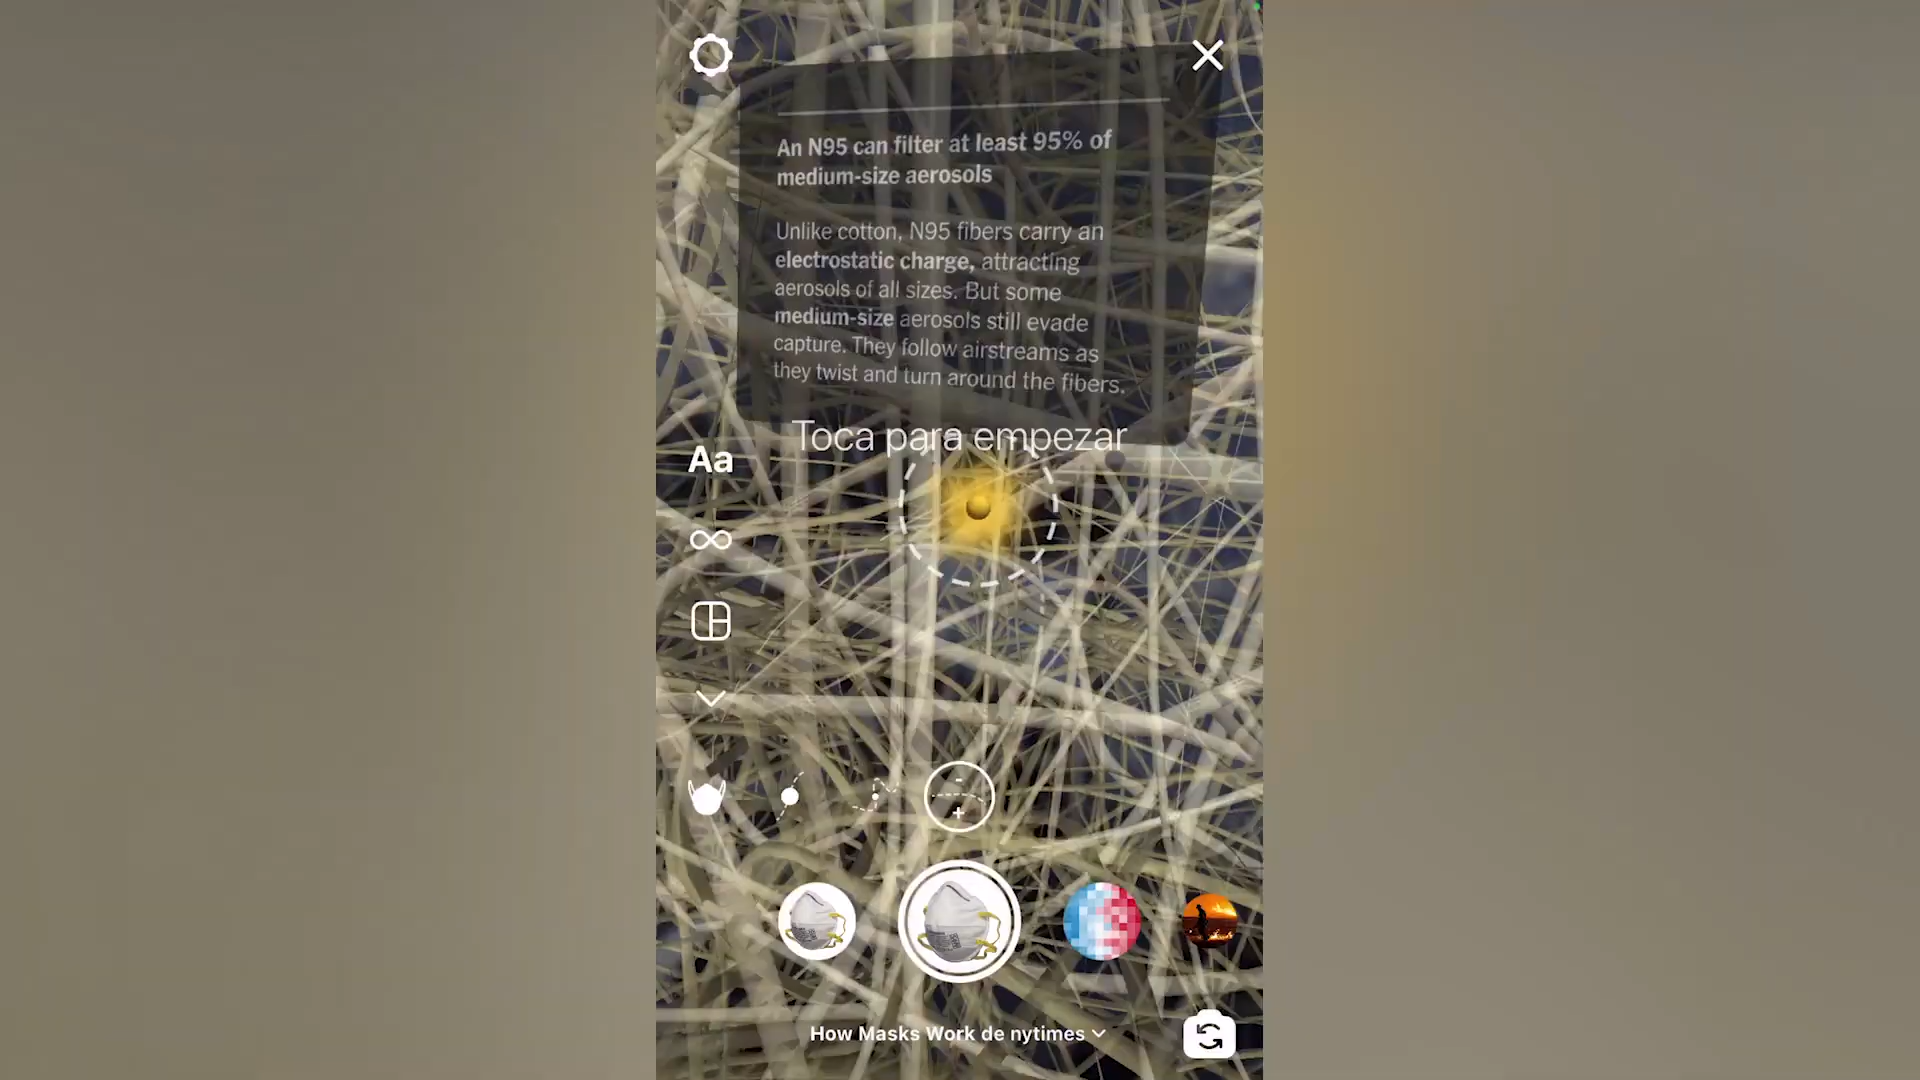 An N95 can filter at least 95% of
medium-size aerosols
Unlike cotton, N95 fibers carry an
electrostatic charge, attracting
aerosols of all sizes. But some
medium-size aerosols still evade
capture. They follow airstreams as
they twist and turn around the fibers.
Toca para empezar
Aa
How Masks Work de nytimes